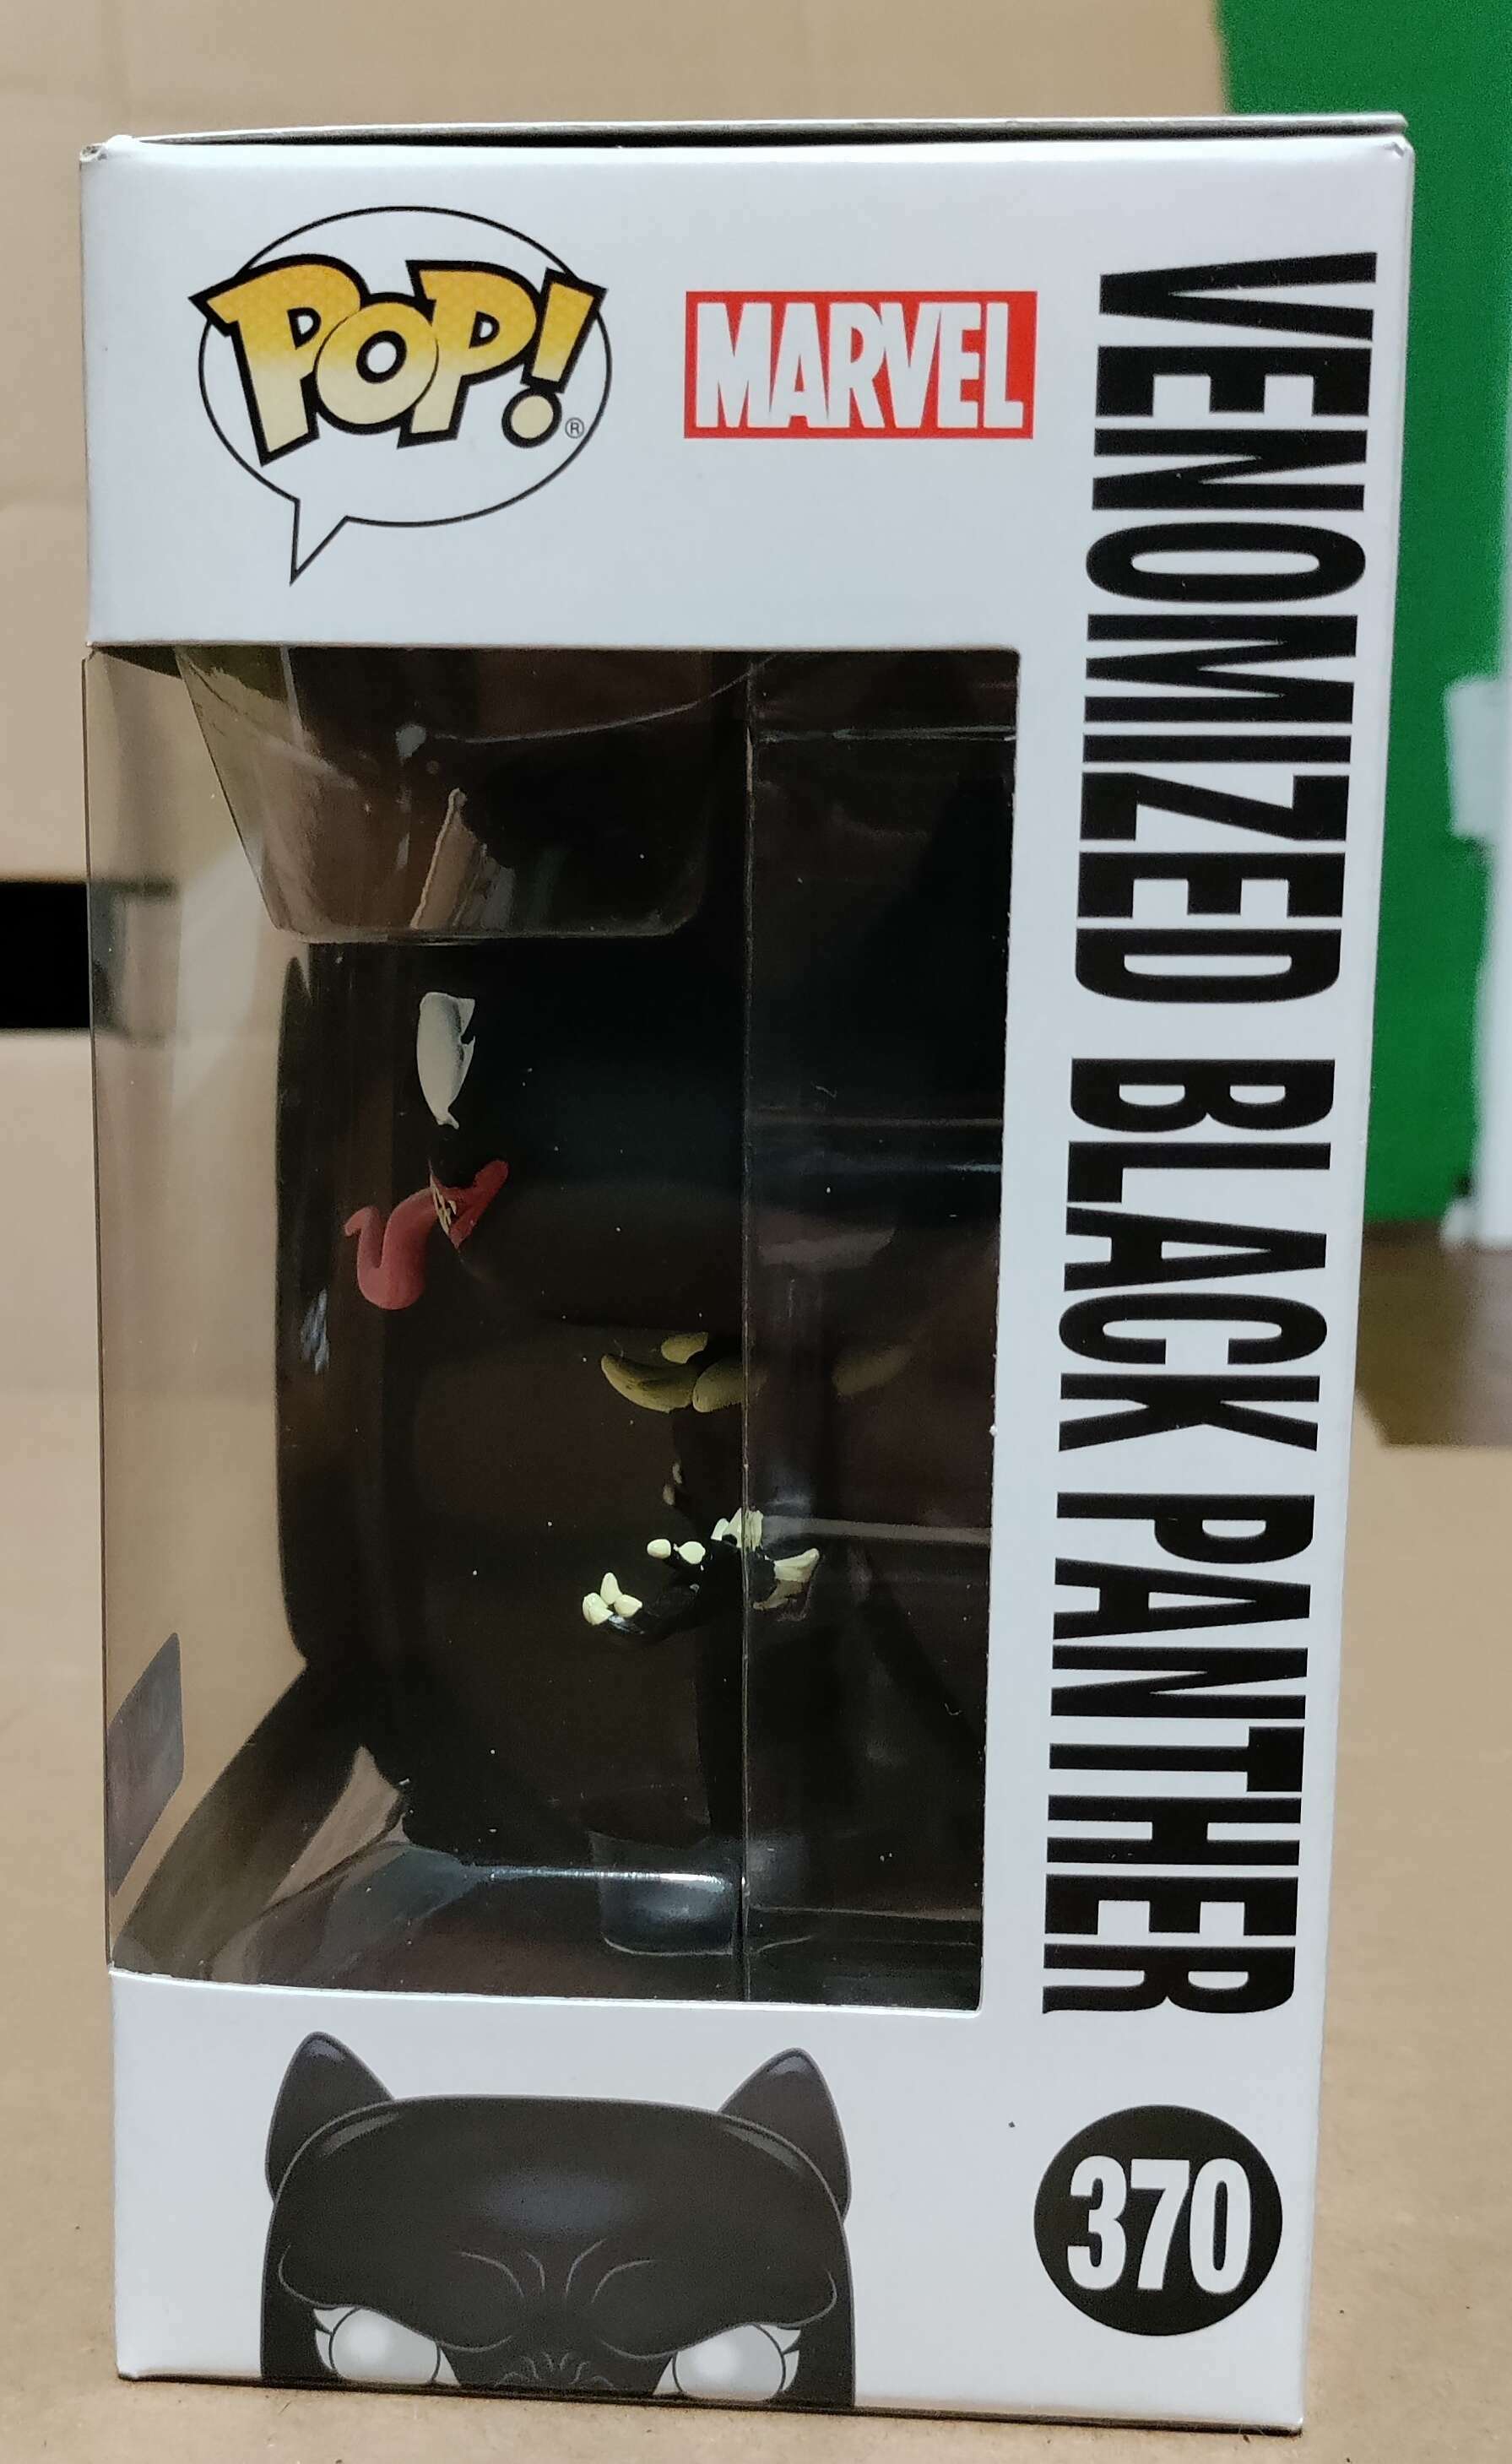 POP!®
MARVEL
VENOMIZED BLACK PANTHER
370